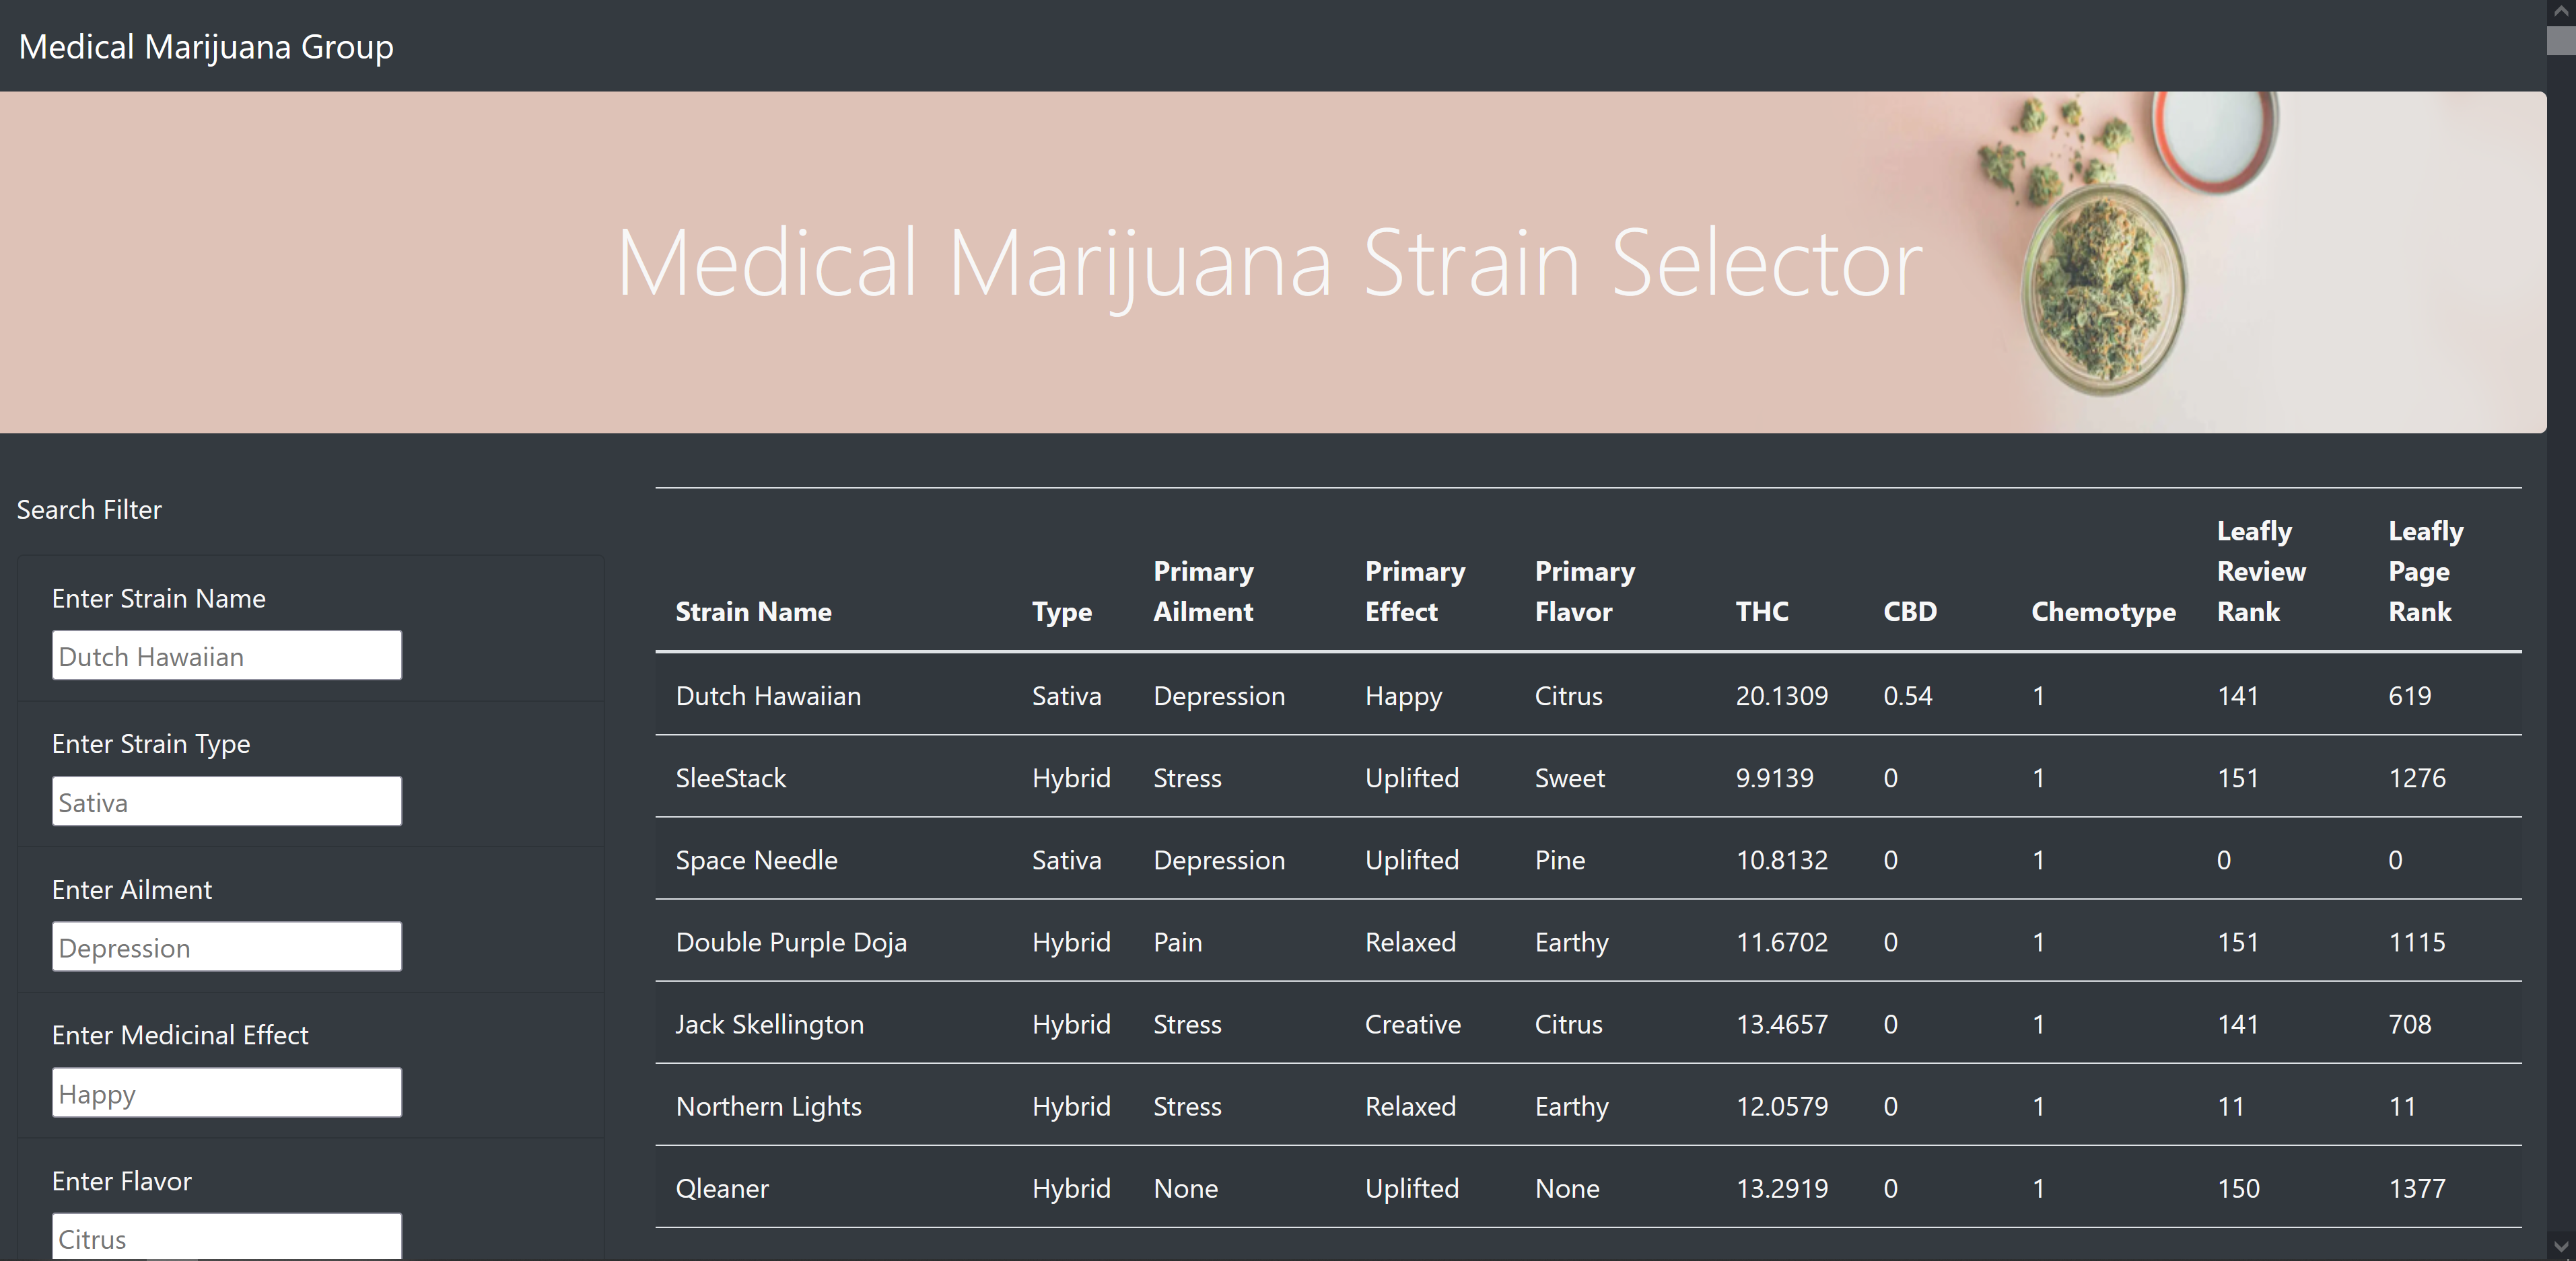 Medical Marijuana Group
Medical Marijuana Strain Selector
Search Filter
Enter Strain Name
Dutch Hawaiian
Enter Strain Type
Sativa
Enter Ailment
Depression
Enter Medicinal Effect
Happy
Enter Flavor
Citrus
Strain Name Type Primary Ailment Primary Effect Primary Flavor THC CBD Chemotype Leafly Review Rank Leafly Page Rank
Dutch Hawaiian Sativa Depression Happy Citrus 20.1309 0.54 1 141 619
SleeStack Hybrid Stress Uplifted Sweet 9.9139 0 1 151 1276
Space Needle Sativa Depression Uplifted Pine 10.8132 0 1 0 0
Double Purple Doja Hybrid Pain Relaxed Earthy 11.6702 0 1 151 1115
Jack Skellington Hybrid Stress Creative Citrus 13.4657 0 1 141 708
Northern Lights Hybrid Stress Relaxed Earthy 12.0579 0 1 11 11
Qleaner Hybrid None Uplifted None 13.2919 0 1 150 1377